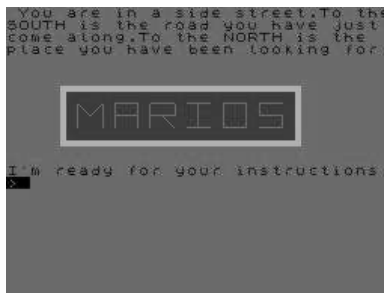 You are in a side street.To the
SOUTH is the road you have just
come along.To the NORTH is the
place you have been looking for
MARIOS
I'm ready for your instructions
>